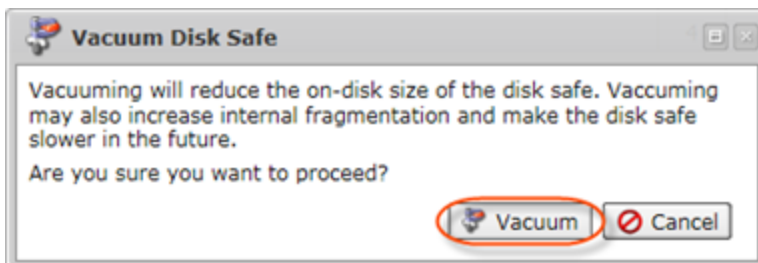 Vacuum Disk Safe
Vacuuming will reduce the on-disk size of the disk safe. Vaccuming
may also increase internal fragmentation and make the disk safe
slower in the future.
Are you sure you want to proceed?
Vacuum Cancel